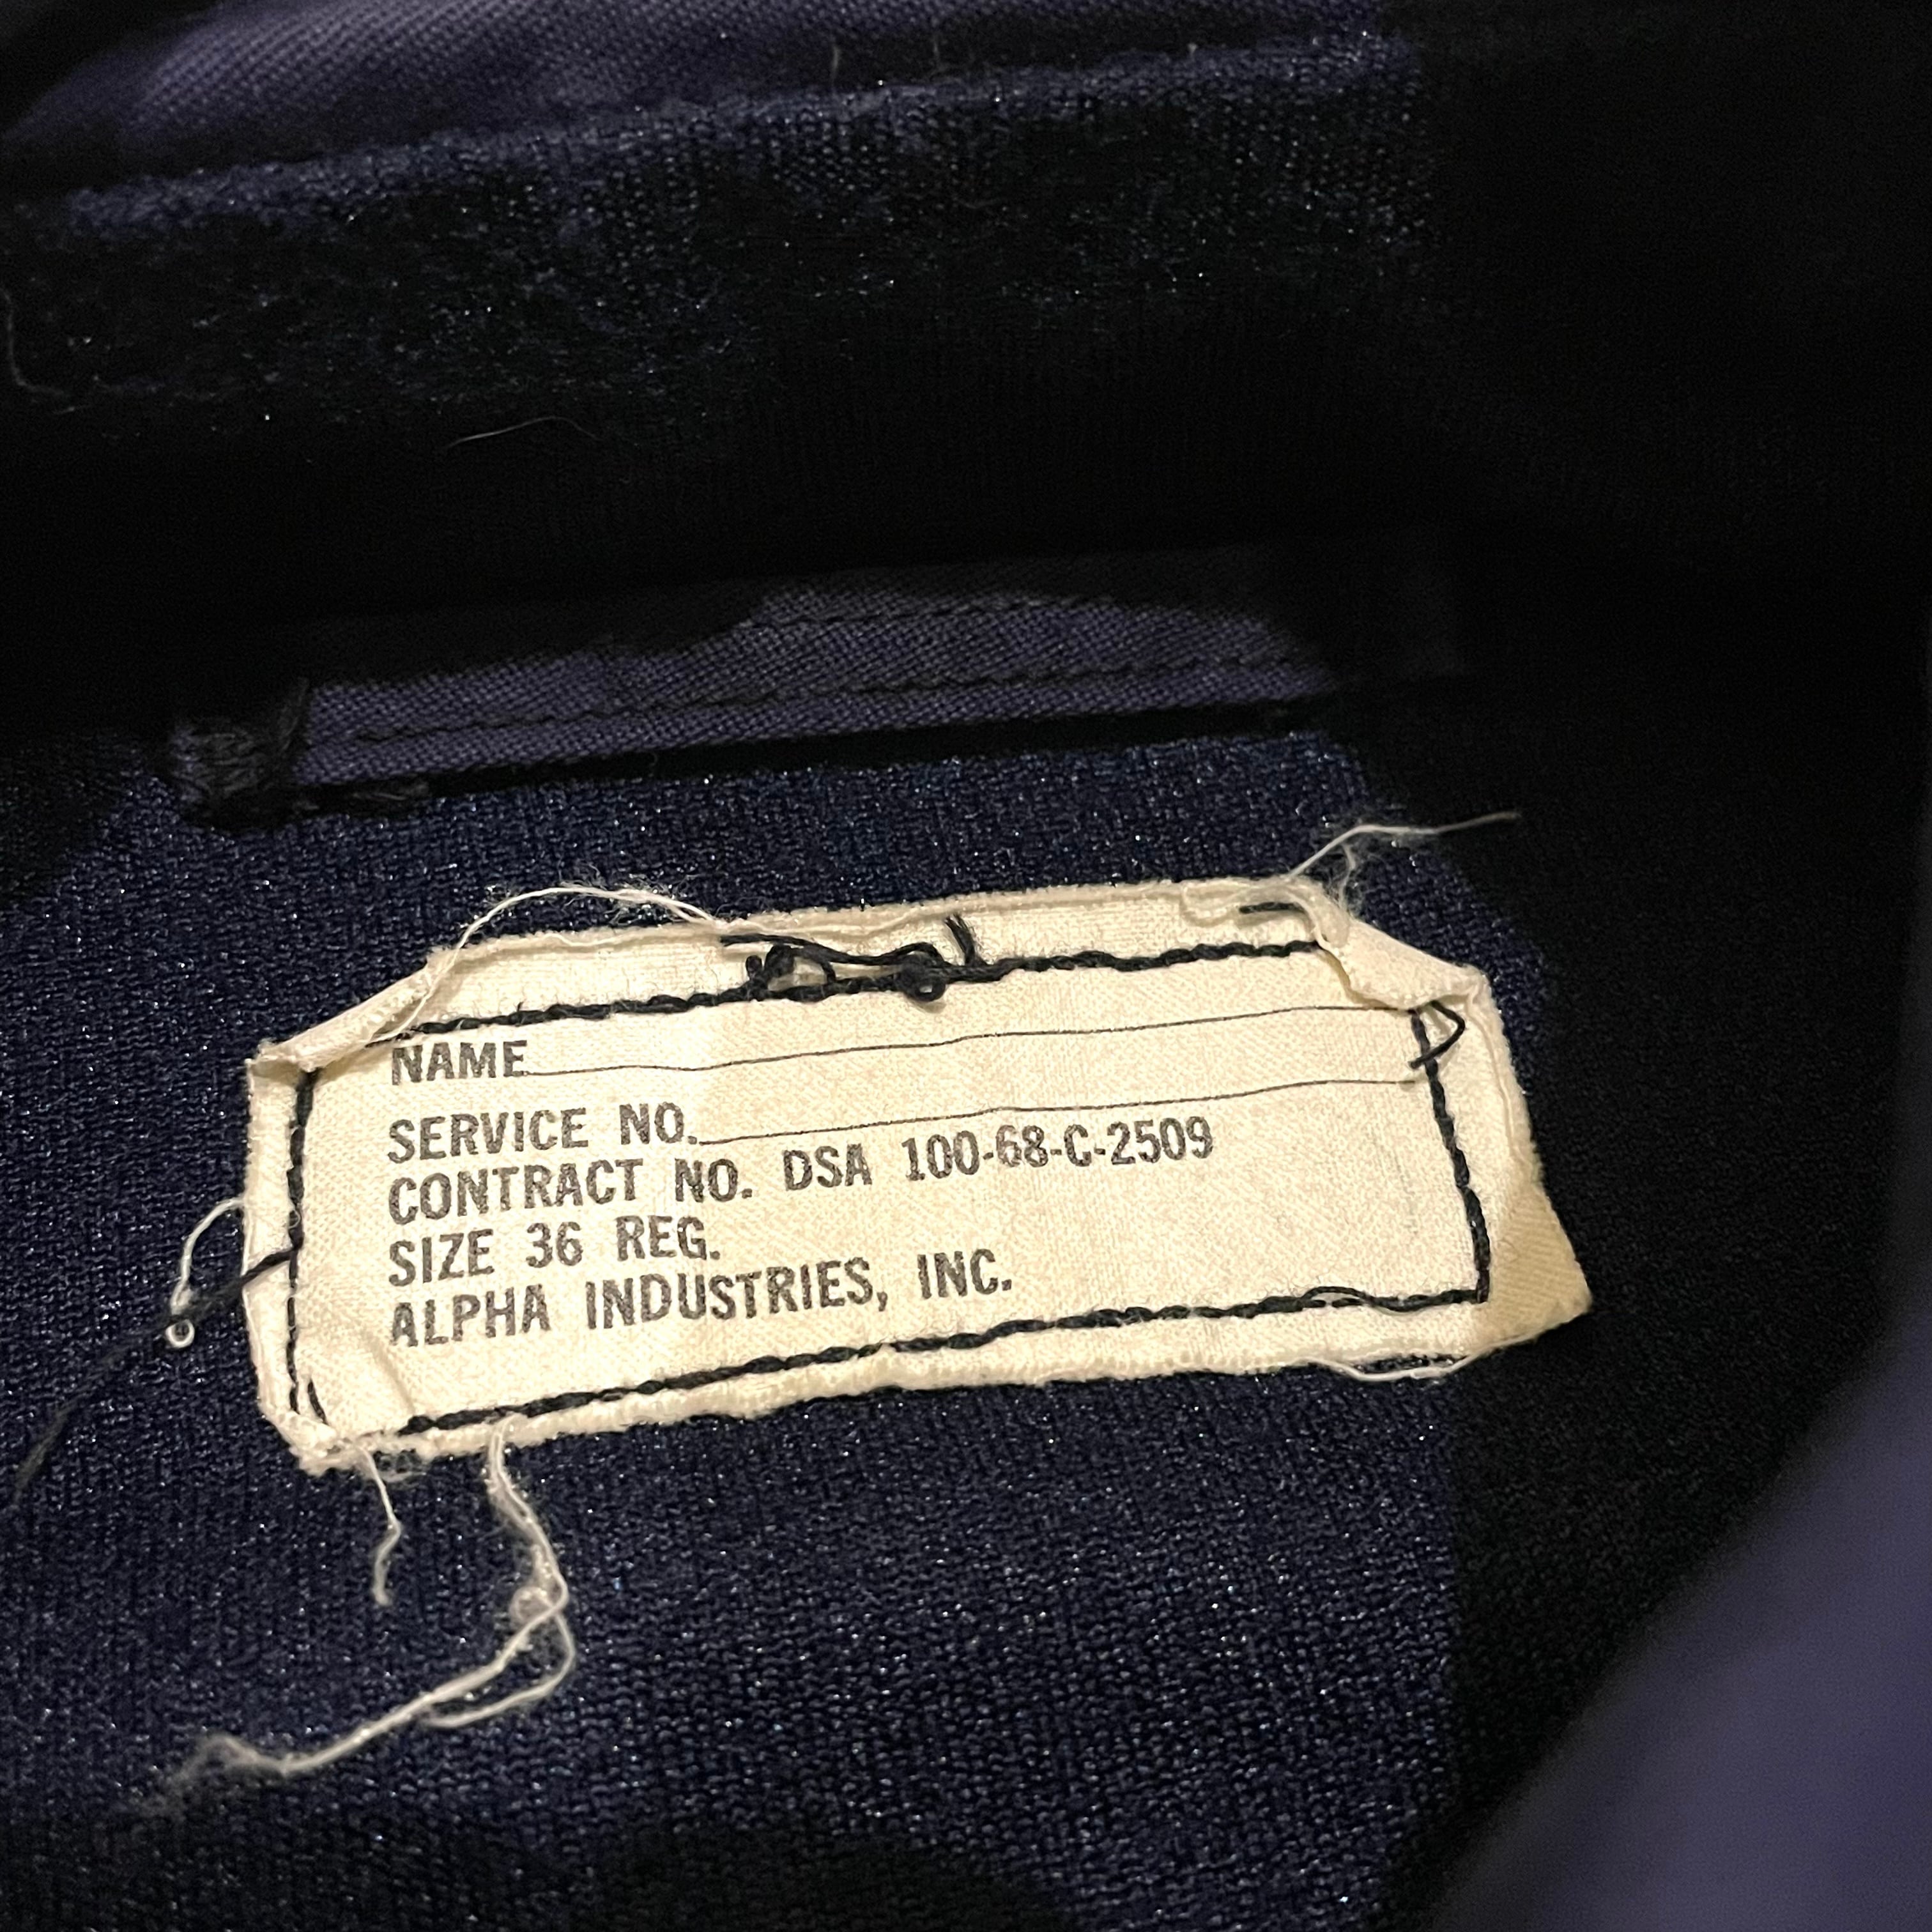 NAME
SERVICE NO.
CONTRACT NO. DSA 100-68-C-2509
SIZE 36 REG.
ALPHA INDUSTRIES, INC.